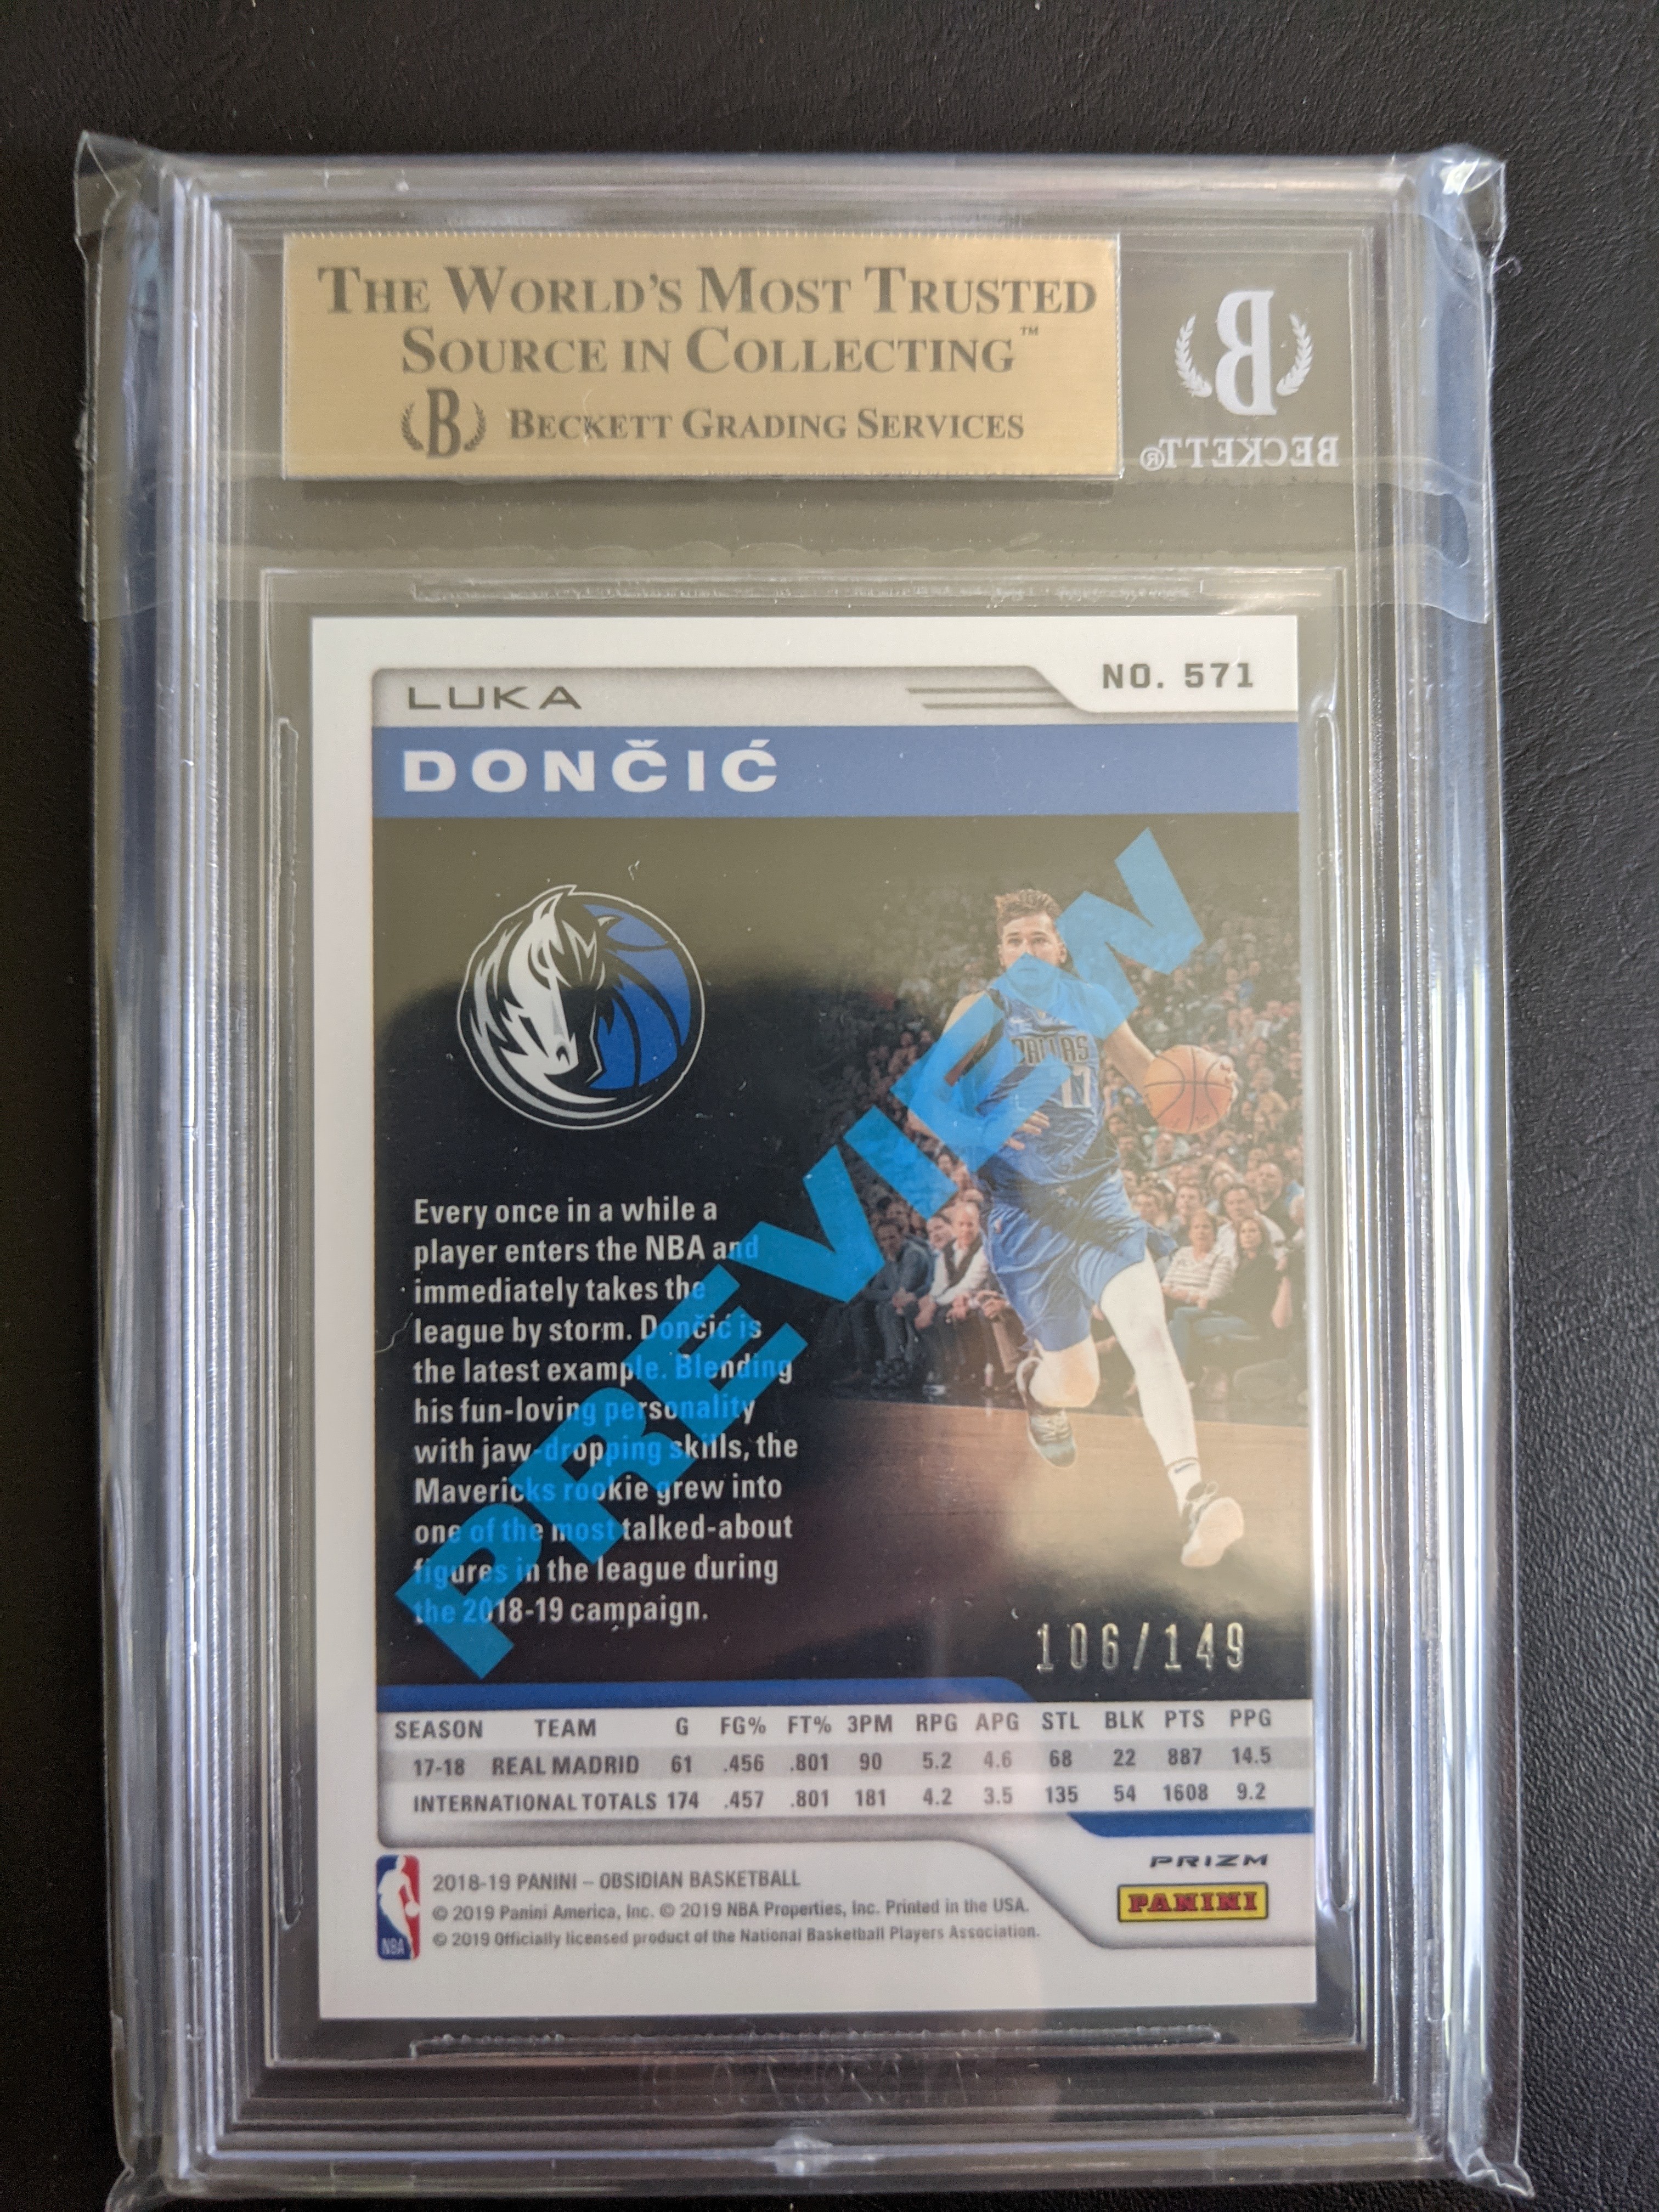 THE WORLD'S MOST TRUSTED
SOURCE IN COLLECTING™
B BECKETT GRADING SERVICES
B
BECKETT®
LUKA
NO. 571
DONČIĆ
DALLAS
Every once in a while a
player enters the NBA and
immediately takes the
league by storm. Dončić is
the latest example. Blending
his fun-loving personality
with jaw-dropping skills, the
Mavericks rookie grew into
one of the most talked-about
figures in the league during
the 2018-19 campaign.
PREVIEW
106/149
SEASON TEAM G FG% FT% 3PM RPG APG STL BLK PTS PPG
17-18 REAL MADRID 61 .456 .801 90 5.2 4.6 68 22 887 14.5
INTERNATIONAL TOTALS 174 .457 .801 181 4.2 3.5 135 54 1608 9.2
PRIZM
PANINI
NBA
2018-19 PANINI – OBSIDIAN BASKETBALL
© 2019 Panini America, Inc. © 2019 NBA Properties, Inc. Printed in the USA.
© 2019 Officially licensed product of the National Basketball Players Association.